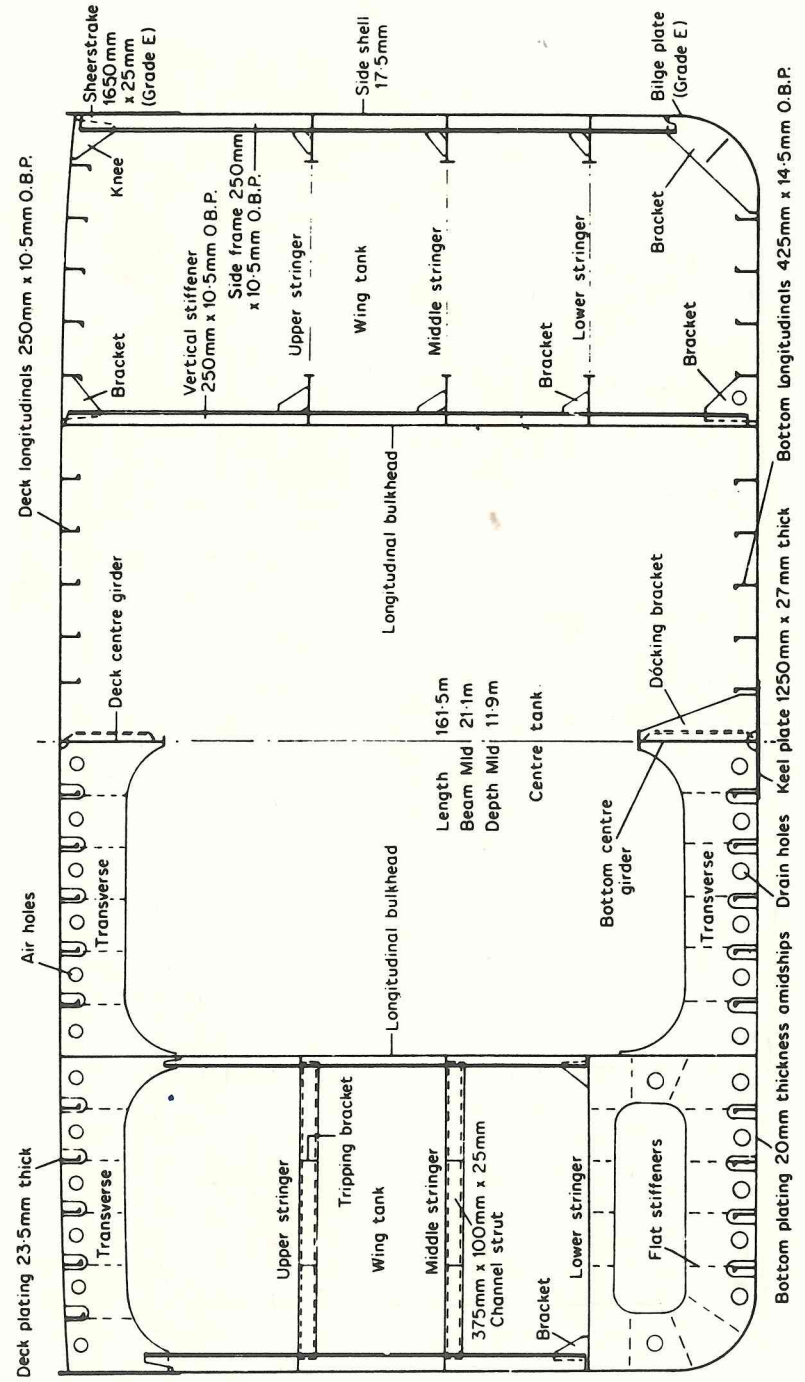 Deck plating 23·5mm thick
Air holes
Deck longitudinals 250mm x 10·5mm O.B.P.
Sheerstrake
1650mm
x 25mm
(Grade E)
Transverse
Transverse
Deck centre girder
Bracket
Knee
Vertical stiffener
250mm x 10·5mm O.B.P.
Side frame 250mm
x 10·5mm O.B.P.
Side shell
17·5mm
Upper stringer
Tripping bracket
Wing tank
Middle stringer
375mm x 100mm x 25mm
Channel strut
Bracket
Lower stringer
Flat stiffeners
Longitudinal bulkhead
Length 161·5m
Beam Mld 21·1m
Depth Mld 11·9m
Centre tank
Longitudinal bulkhead
Upper stringer
Wing tank
Middle stringer
Bracket
Lower stringer
Bottom centre
girder
Docking bracket
Transverse
Bracket
Bracket
Bilge plate
(Grade E)
Bottom plating 20mm thickness amidships
Drain holes
Keel plate 1250mm x 27mm thick
Bottom longitudinals 425mm x 14·5mm O.B.P.